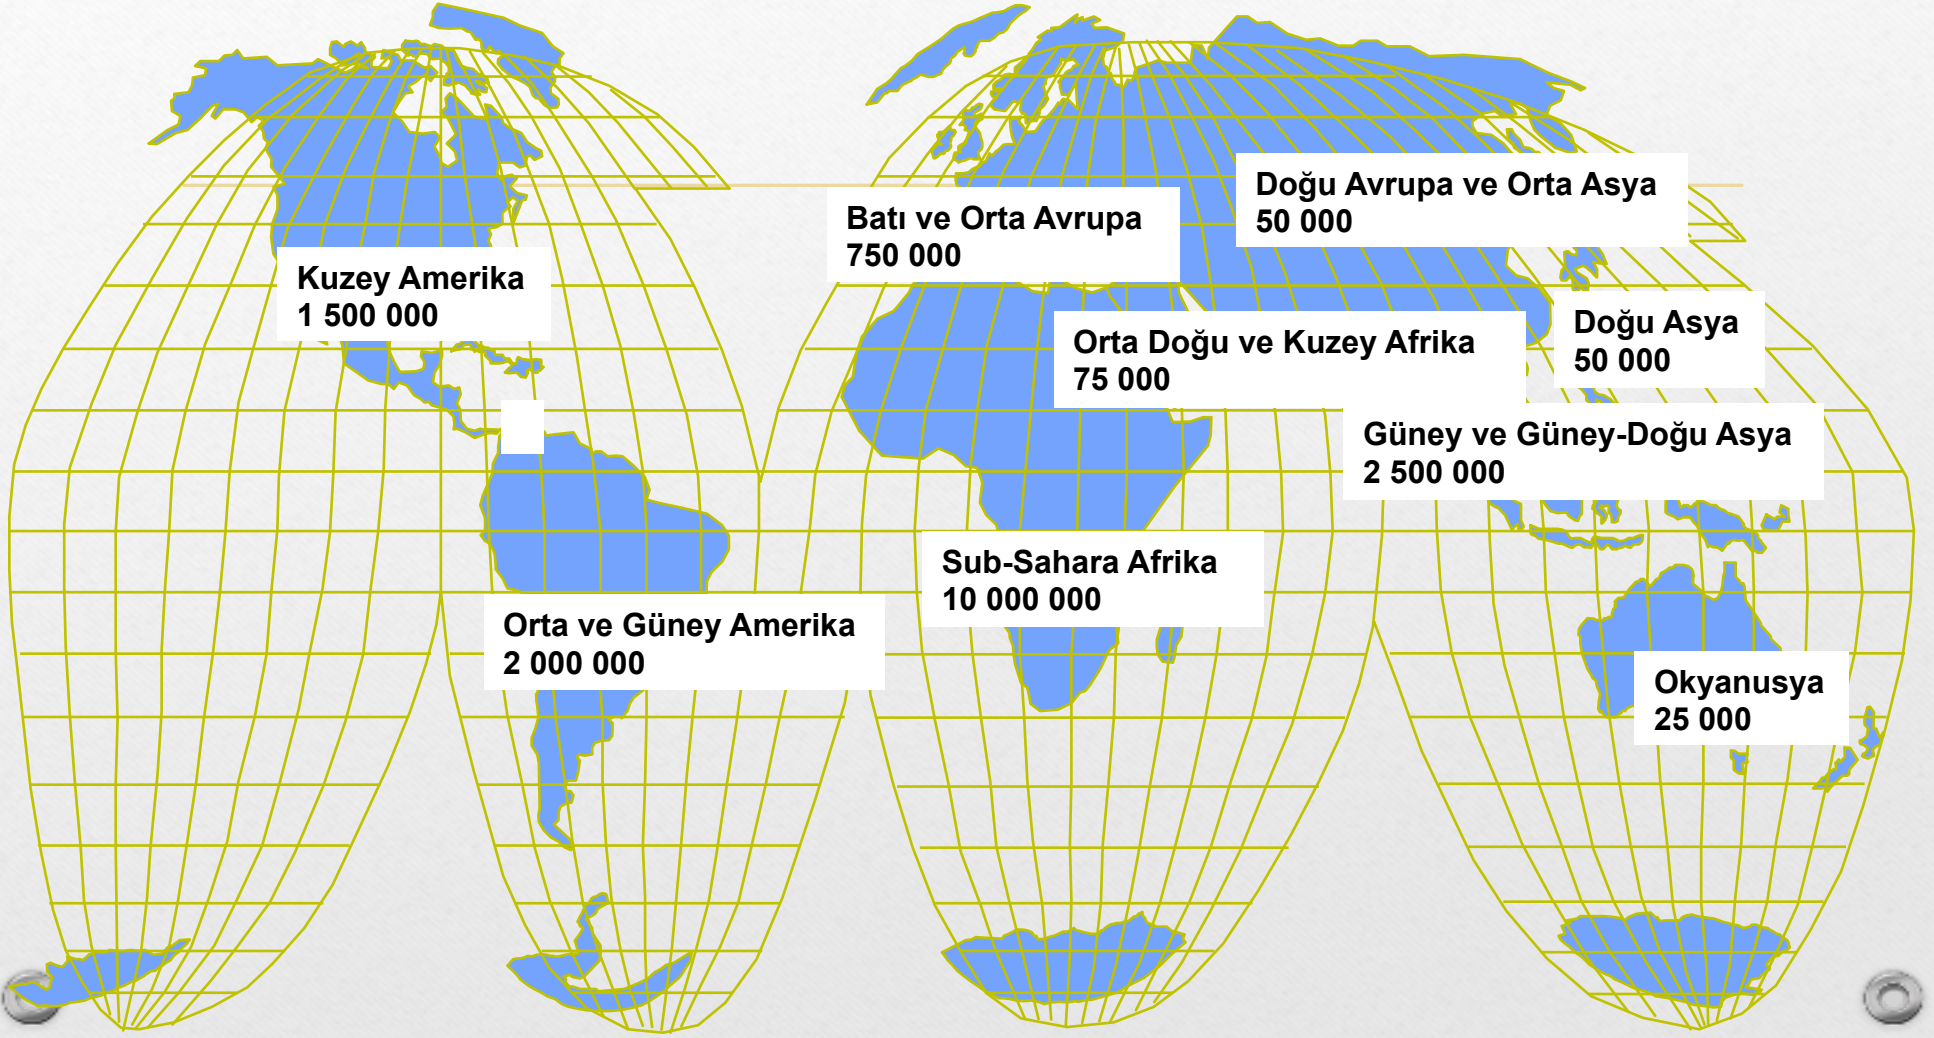 Doğu Avrupa ve Orta Asya
50 000
Batı ve Orta Avrupa
750 000
Kuzey Amerika
1 500 000
Doğu Asya
50 000
Orta Doğu ve Kuzey Afrika
75 000
Güney ve Güney-Doğu Asya
2 500 000
Sub-Sahara Afrika
10 000 000
Orta ve Güney Amerika
2 000 000
Okyanusya
25 000